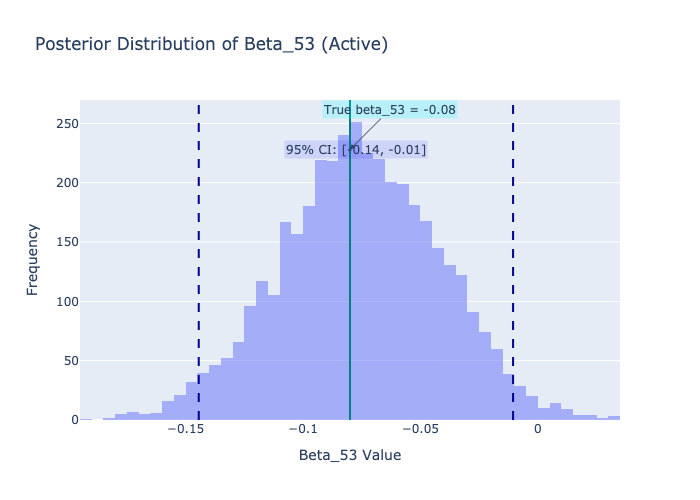 Posterior Distribution of Beta_53 (Active)
True beta_53 = -0.08
95% CI: [-0.14, -0.01]
250
200
150
100
50
0
Frequency
−0.15
−0.1
−0.05
0
Beta_53 Value